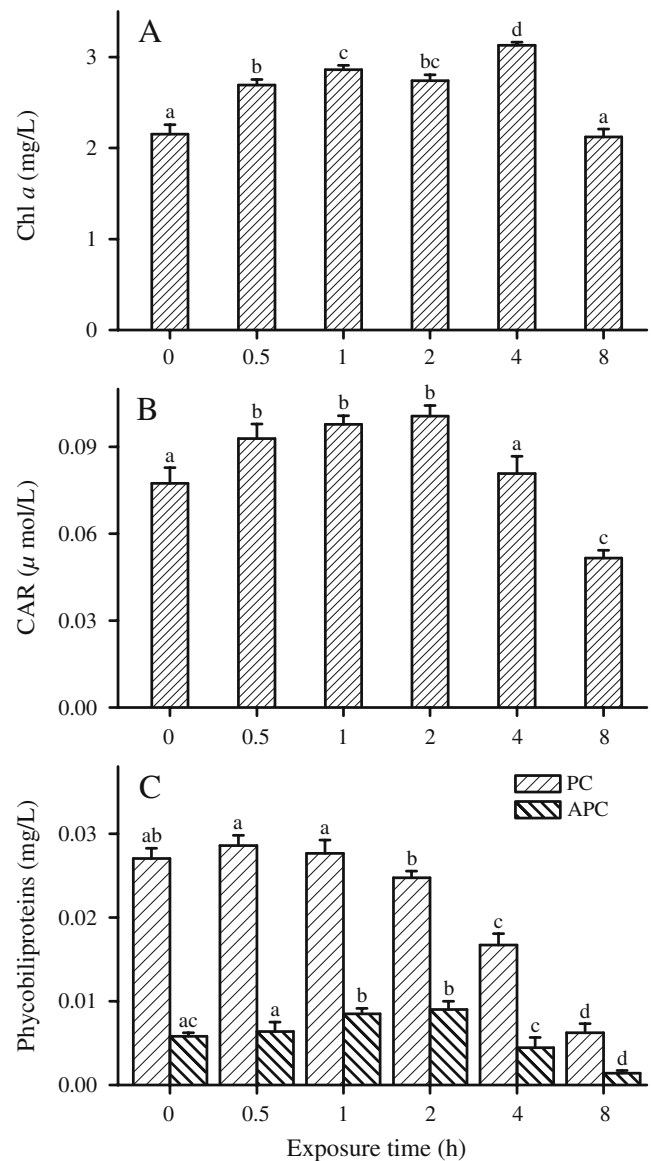 A
Chl a (mg/L)
3
2
1
0
a
b
c
bc
d
a
0 0.5 1 2 4 8
B
CAR (μ mol/L)
0.09
0.06
0.03
0.00
a
b
b
b
a
c
0 0.5 1 2 4 8
C
PC
APC
Phycobiliproteins (mg/L)
0.03
0.02
0.01
0.00
ab
ac
a
a
a
b
b
b
c
c
d
d
0 0.5 1 2 4 8
Exposure time (h)